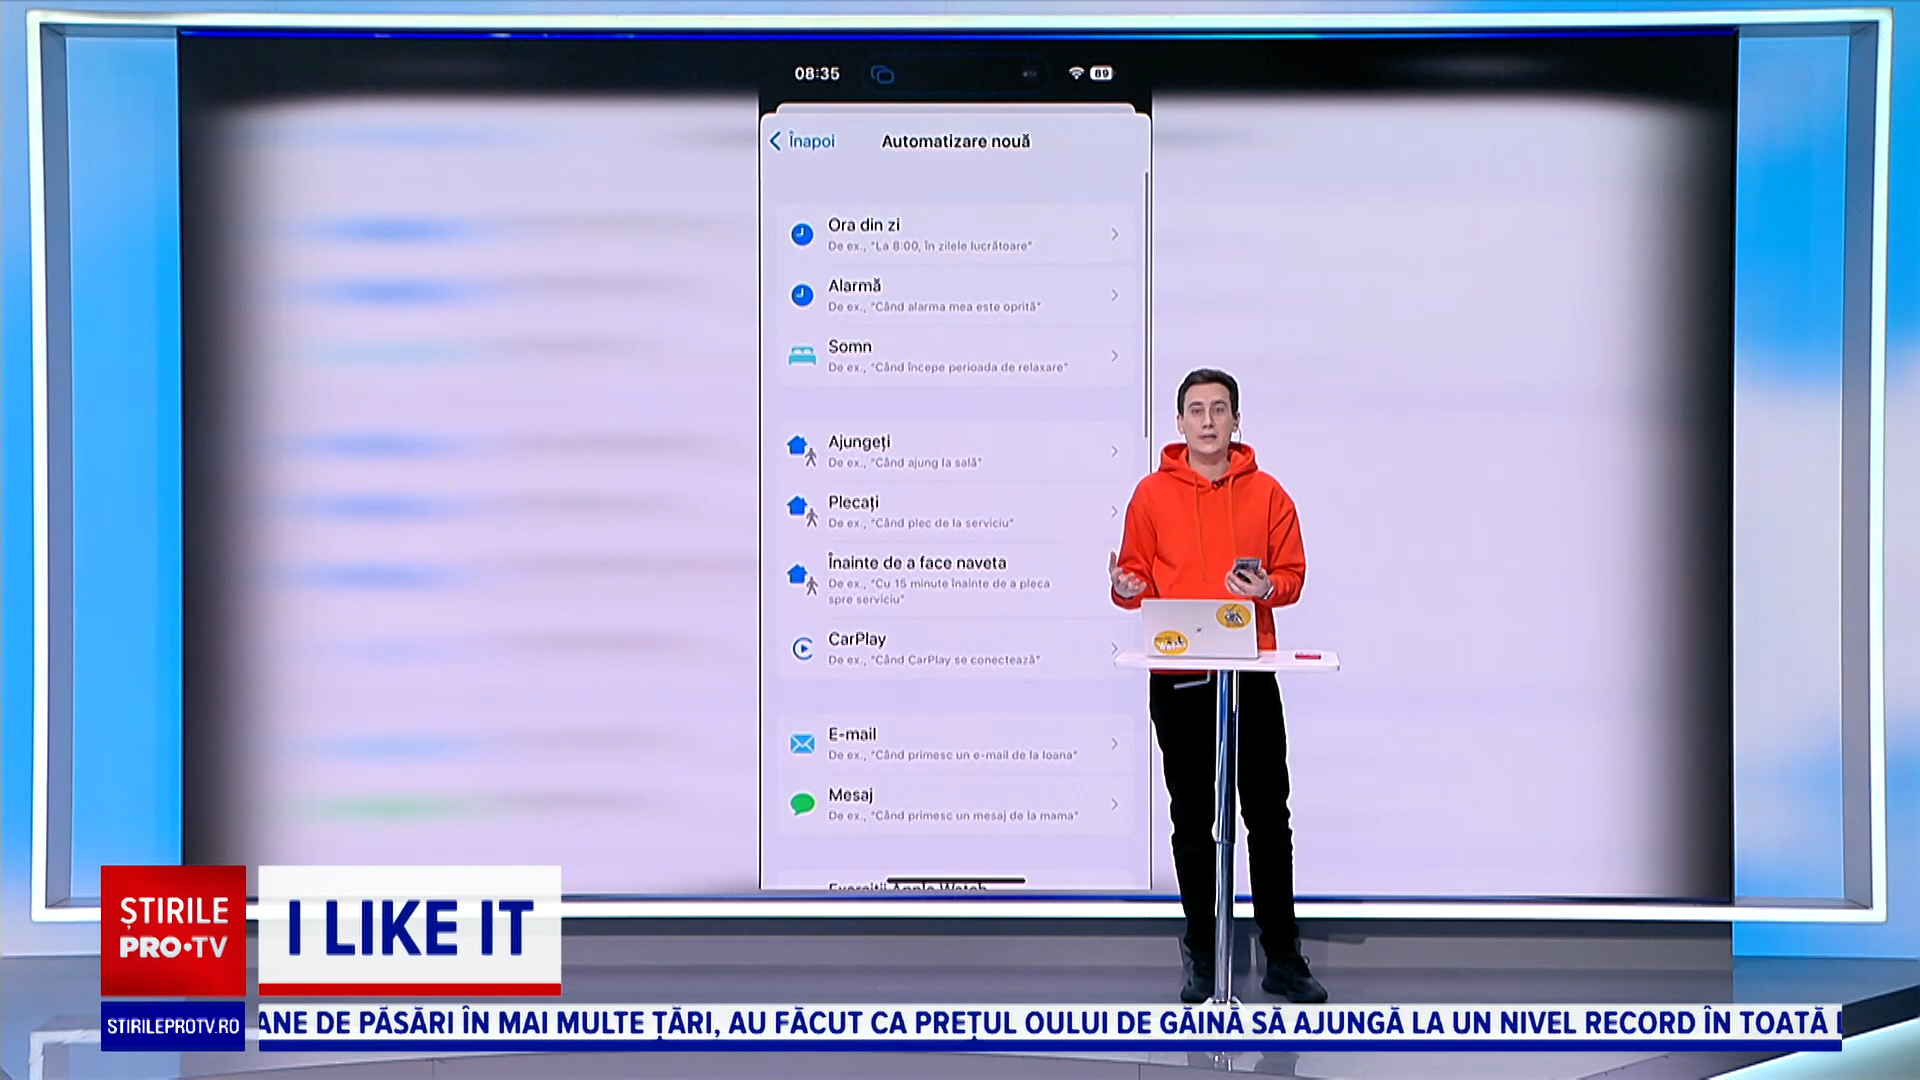 08:35
89
Înapoi
Automatizare nouă
Ora din zi
De ex., "La 8:00, în zilele lucrătoare"
Alarmă
De ex., "Când alarma mea este oprită"
Somn
De ex., "Când începe perioada de relaxare"
Ajungeți
De ex., "Când ajung la sală"
Plecați
De ex., "Când plec de la serviciu"
Înainte de a face naveta
De ex., "Cu 15 minute înainte de a pleca
spre serviciu"
CarPlay
De ex., "Când CarPlay se conectează"
E-mail
De ex., "Când primesc un e-mail de la Ioana"
Mesaj
De ex., "Când primesc un mesaj de la mama"
Exerciții Apple Watch
ȘTIRILE
PRO•TV
I LIKE IT
STIRILEPROTV.RO
ANE DE PĂSĂRI ÎN MAI MULTE ȚĂRI, AU FĂCUT CA PREȚUL OULUI DE GĂINĂ SĂ AJUNGĂ LA UN NIVEL RECORD ÎN TOATĂ